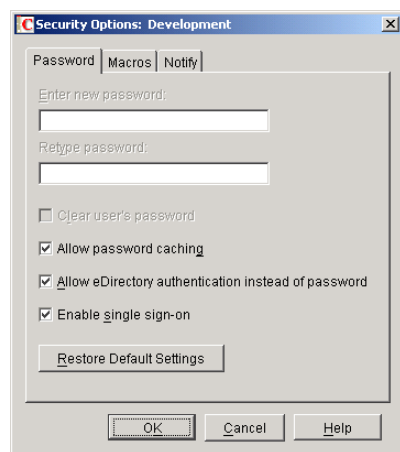 Security Options: Development
Password Macros Notify
Enter new password:
Retype password:
Clear user's password
Allow password caching
Allow eDirectory authentication instead of password
Enable single sign-on
Restore Default Settings
OK Cancel Help